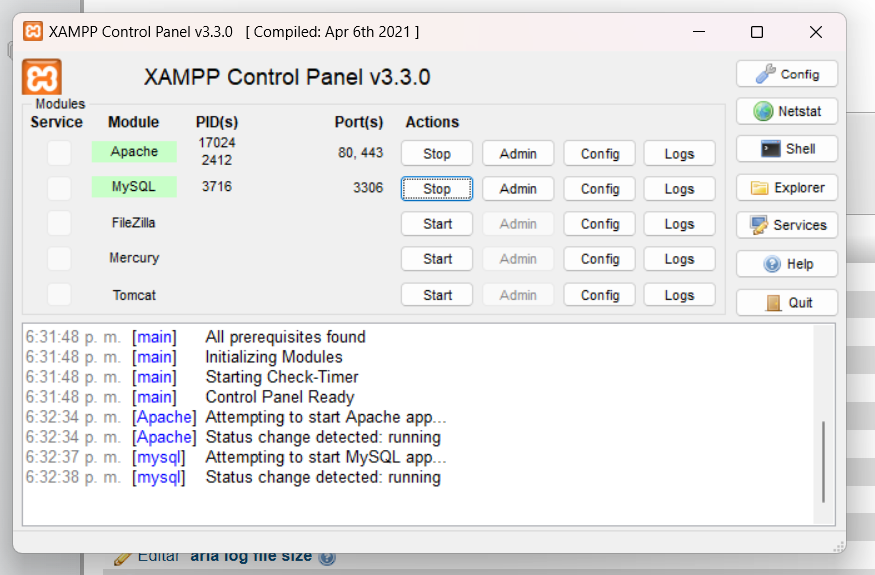 XAMPP Control Panel v3.3.0 [ Compiled: Apr 6th 2021 ]
XAMPP Control Panel v3.3.0
Config
Modules
Service Module PID(s) Port(s) Actions
Netstat
Apache 17024 2412 80, 443 Stop Admin Config Logs
Shell
MySQL 3716 3306 Stop Admin Config Logs
Explorer
FileZilla Start Admin Config Logs
Services
Mercury Start Admin Config Logs
Help
Tomcat Start Admin Config Logs
Quit
6:31:48 p. m. [main] All prerequisites found
6:31:48 p. m. [main] Initializing Modules
6:31:48 p. m. [main] Starting Check-Timer
6:31:48 p. m. [main] Control Panel Ready
6:32:34 p. m. [Apache] Attempting to start Apache app...
6:32:34 p. m. [Apache] Status change detected: running
6:32:37 p. m. [mysql] Attempting to start MySQL app...
6:32:38 p. m. [mysql] Status change detected: running
Editar aria log file size